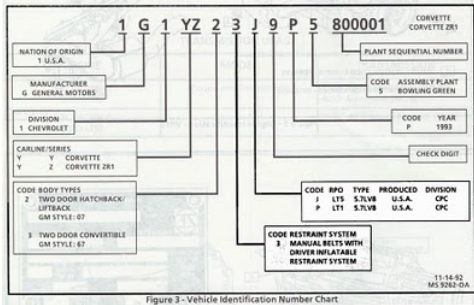 1 G 1 YZ 2 3 J 9 P 5 800001
CORVETTE
CORVETTE ZR1
NATION OF ORIGIN
1 U.S.A.
PLANT SEQUENTIAL NUMBER
MANUFACTURER
G GENERAL MOTORS
CODE ASSEMBLY PLANT
5 BOWLING GREEN
DIVISION
1 CHEVROLET
CODE YEAR
P 1993
CARLINE/SERIES
Y Y CORVETTE
Y Z CORVETTE ZR1
CHECK DIGIT
CODE BODY TYPES
2 TWO DOOR HATCHBACK/
LIFTBACK
GM STYLE: 07
3 TWO DOOR CONVERTIBLE
GM STYLE: 67
CODE RPO TYPE PRODUCED DIVISION
J LT5 5.7LV8 U.S.A. CPC
P LT1 5.7LV8 U.S.A. CPC
CODE RESTRAINT SYSTEM
3 MANUAL BELTS WITH
DRIVER INFLATABLE
RESTRAINT SYSTEM
11-14-92
MS 9262-OA
Figure 3 - Vehicle Identification Number Chart